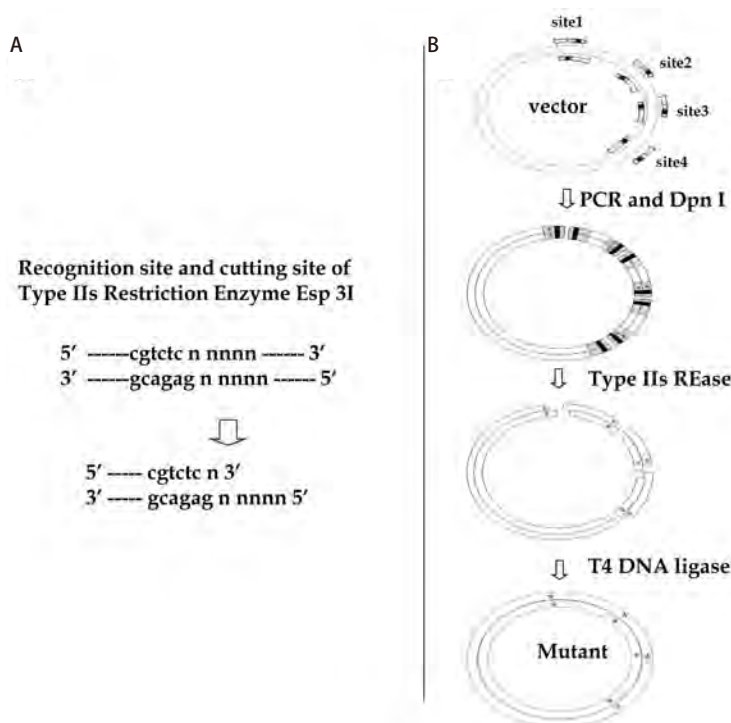 A
Recognition site and cutting site of
Type IIs Restriction Enzyme Esp 3I
5′ ------cgtctc n nnnn ------ 3′
3′ ------gcagag n nnnn ------ 5′
5′ ----- cgtctc n 3′
3′ ----- gcagag n nnnn 5′
B
site1
site2
site3
site4
vector
PCR and Dpn I
Type IIs REase
T4 DNA ligase
Mutant